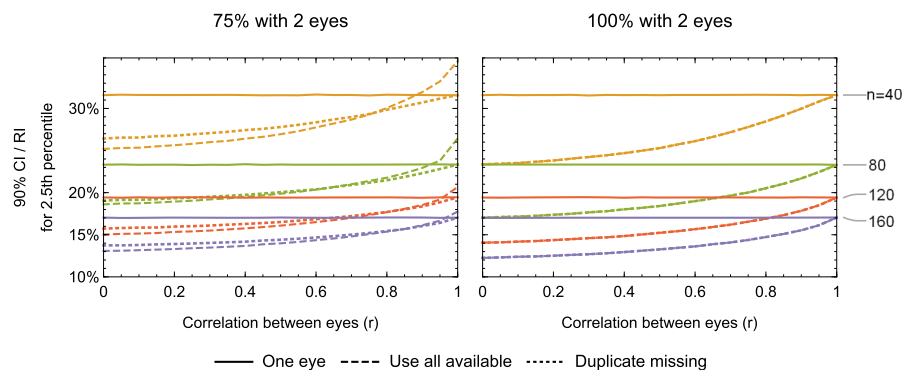 75% with 2 eyes
100% with 2 eyes
90% CI / RI
for 2.5th percentile
30%
20%
15%
10%
0
0.2
0.4
0.6
0.8
1
Correlation between eyes (r)
0
0.2
0.4
0.6
0.8
1
Correlation between eyes (r)
n=40
80
120
160
One eye
Use all available
Duplicate missing